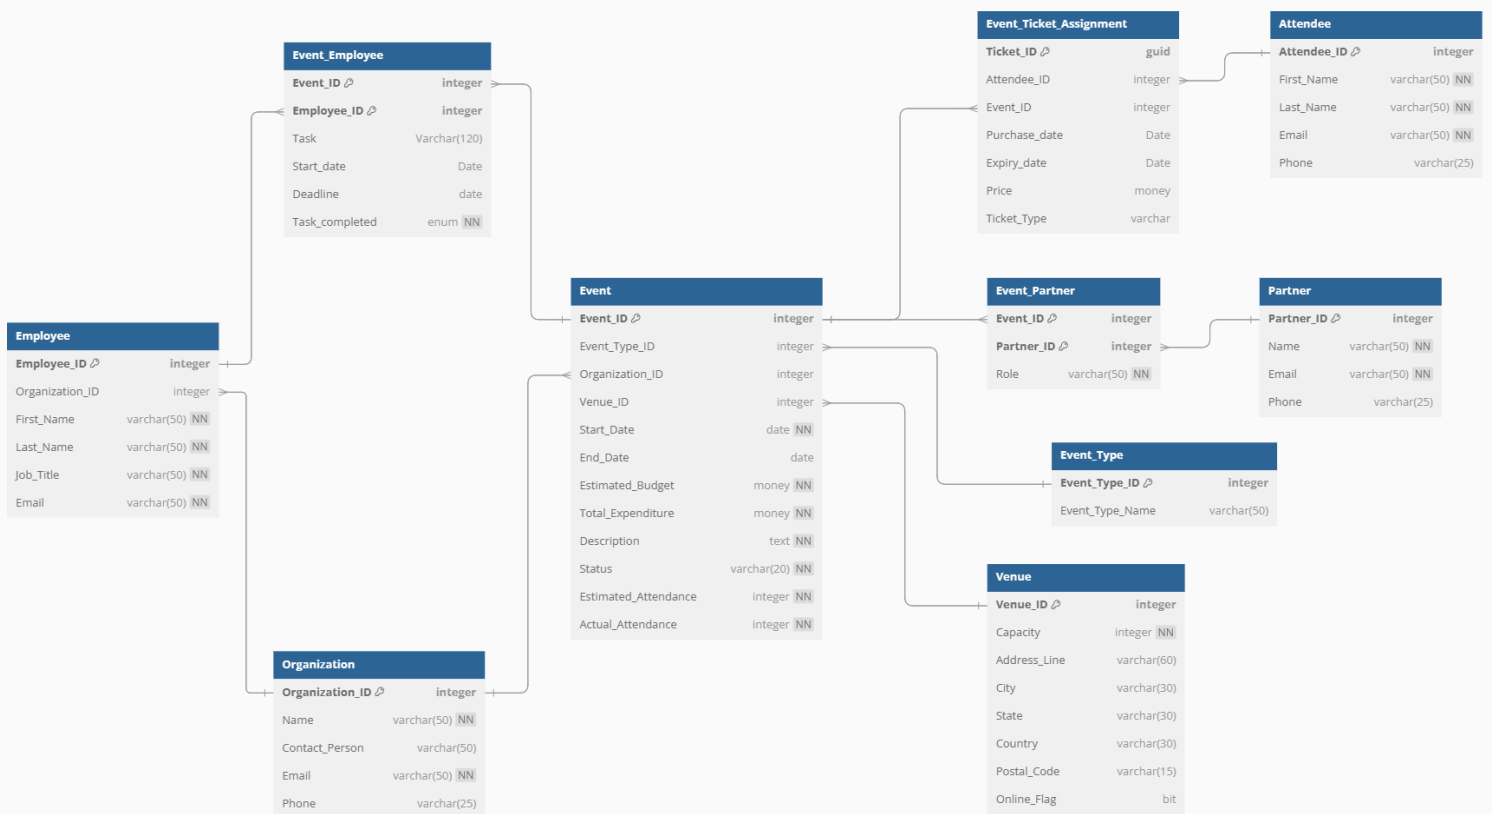 Event_Employee
Event_ID integer
Employee_ID integer
Task Varchar(120)
Start_date Date
Deadline date
Task_completed enum NN
Employee
Employee_ID integer
Organization_ID integer
First_Name varchar(50) NN
Last_Name varchar(50) NN
Job_Title varchar(50) NN
Email varchar(50) NN
Organization
Organization_ID integer
Name varchar(50) NN
Contact_Person varchar(50)
Email varchar(50) NN
Phone varchar(25)
Event
Event_ID integer
Event_Type_ID integer
Organization_ID integer
Venue_ID integer
Start_Date date NN
End_Date date
Estimated_Budget money NN
Total_Expenditure money NN
Description text NN
Status varchar(20) NN
Estimated_Attendance integer NN
Actual_Attendance integer NN
Event_Ticket_Assignment
Ticket_ID guid
Attendee_ID integer
Event_ID integer
Purchase_date Date
Expiry_date Date
Price money
Ticket_Type varchar
Attendee
Attendee_ID integer
First_Name varchar(50) NN
Last_Name varchar(50) NN
Email varchar(50) NN
Phone varchar(25)
Event_Partner
Event_ID integer
Partner_ID integer
Role varchar(50) NN
Partner
Partner_ID integer
Name varchar(50) NN
Email varchar(50) NN
Phone varchar(25)
Event_Type
Event_Type_ID integer
Event_Type_Name varchar(50)
Venue
Venue_ID integer
Capacity integer NN
Address_Line varchar(60)
City varchar(30)
State varchar(30)
Country varchar(30)
Postal_Code varchar(15)
Online_Flag bit